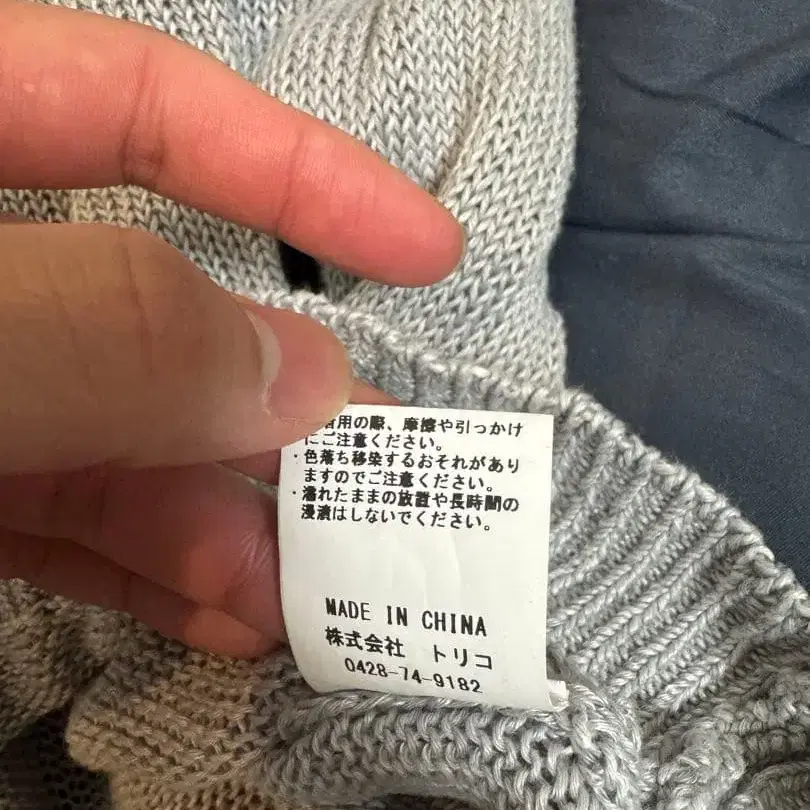 着用の際、摩擦や引っかけ
にご注意ください。
・色落ち移染するおそれがあり
ますのでご注意ください。
・濡れたままの放置や長時間の
浸漬はしないでください。
MADE IN CHINA
株式会社 トリコ
0428-74-9182